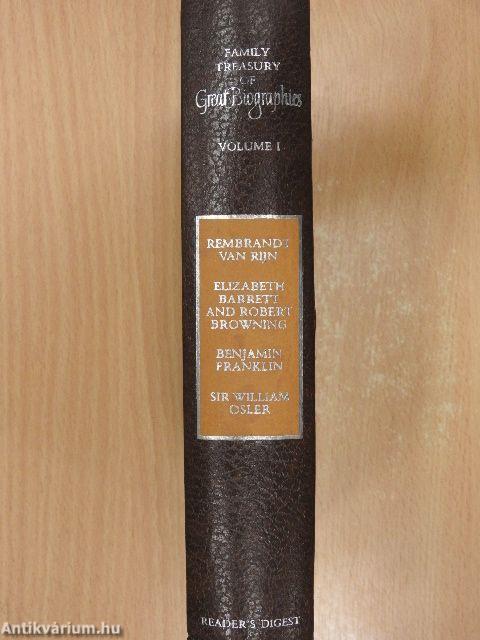 FAMILY
TREASURY
OF
Great Biographies
VOLUME I
REMBRANDT
VAN RIJN
ELIZABETH
BARRETT
AND ROBERT
BROWNING
BENJAMIN
FRANKLIN
SIR WILLIAM
OSLER
READER'S DIGEST
Antikvárium.hu